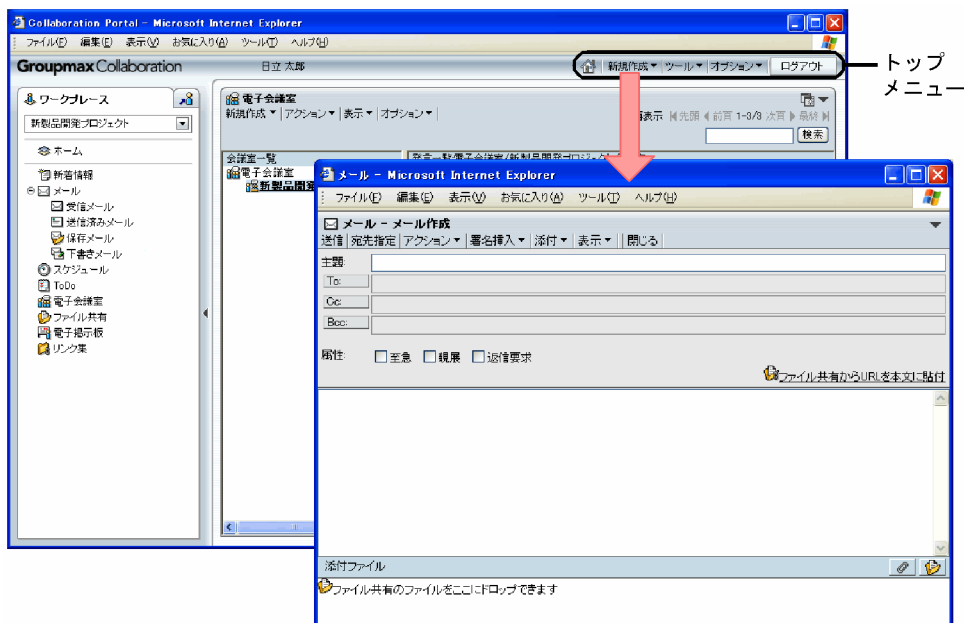 Collaboration Portal - Microsoft Internet Explorer
ファイル(F) 編集(E) 表示(V) お気に入り(A) ツール(T) ヘルプ(H)
Groupmax Collaboration 日立 太郎 新規作成▼ ツール▼ オプション▼ ログアウト
トップ
メニュー
ワークプレース
新製品開発プロジェクト
ホーム
新着情報
メール
受信メール
送信済みメール
保存メール
下書きメール
スケジュール
ToDo
電子会議室
ファイル共有
電子掲示板
リンク集
電子会議室
新規作成▼ アクション▼ 表示▼ オプション▼
表示 先頭 前頁 1-3/3 次頁 最終
検索
会議室一覧
電子会議室
新製品開発
メール - Microsoft Internet Explorer
ファイル(F) 編集(E) 表示(V) お気に入り(A) ツール(T) ヘルプ(H)
メール - メール作成
送信 宛先指定 アクション▼ 署名挿入▼ 添付▼ 表示▼ 閉じる
主題:
To:
Cc:
Bcc:
属性: 至急 親展 返信要求
ファイル共有からURLを本文に貼付
添付ファイル
ファイル共有のファイルをここにドロップできます